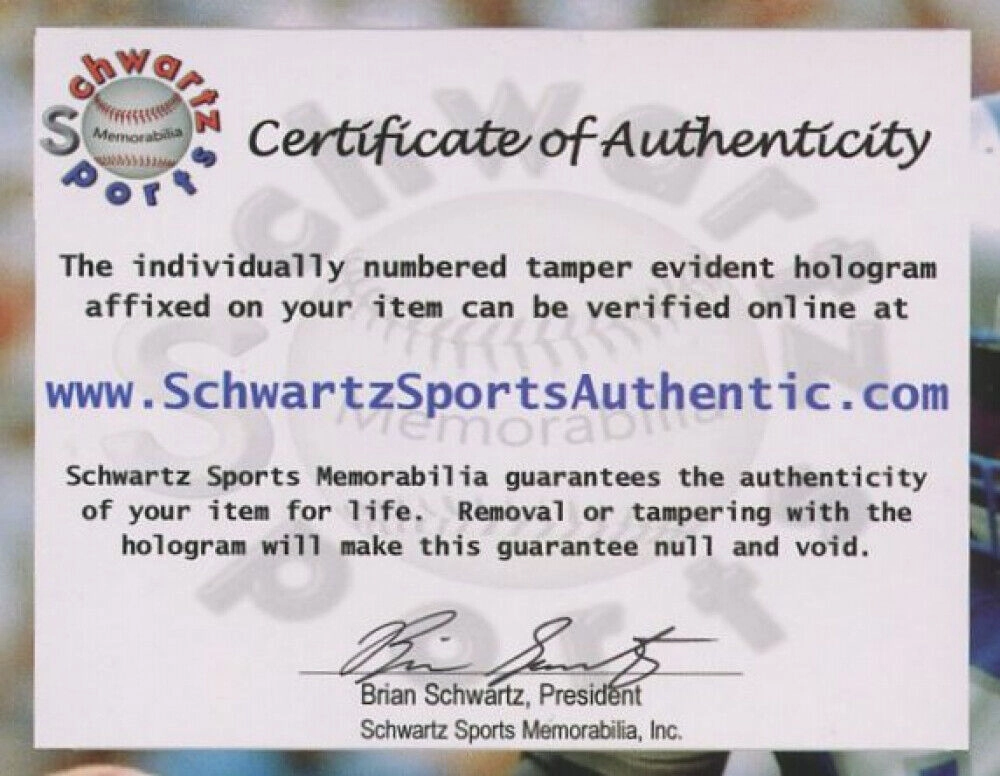 Schwartz
Sports
Memorabilia
Certificate of Authenticity
The individually numbered tamper evident hologram
affixed on your item can be verified online at
www.SchwartzSportsAuthentic.com
Schwartz Sports Memorabilia guarantees the authenticity
of your item for life. Removal or tampering with the
hologram will make this guarantee null and void.
Brian Schwartz
Brian Schwartz, President
Schwartz Sports Memorabilia, Inc.